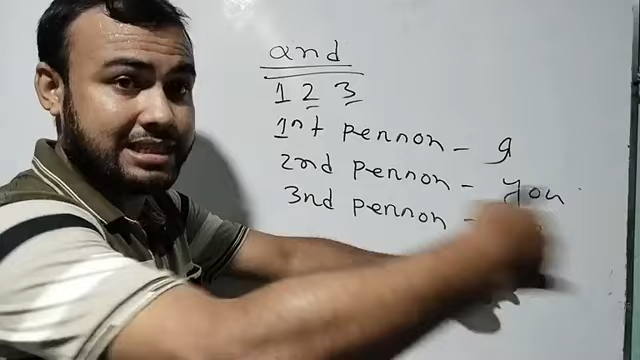 and
1 2 3
1nt pennon - I
2nd pennon - you
3nd pennon -